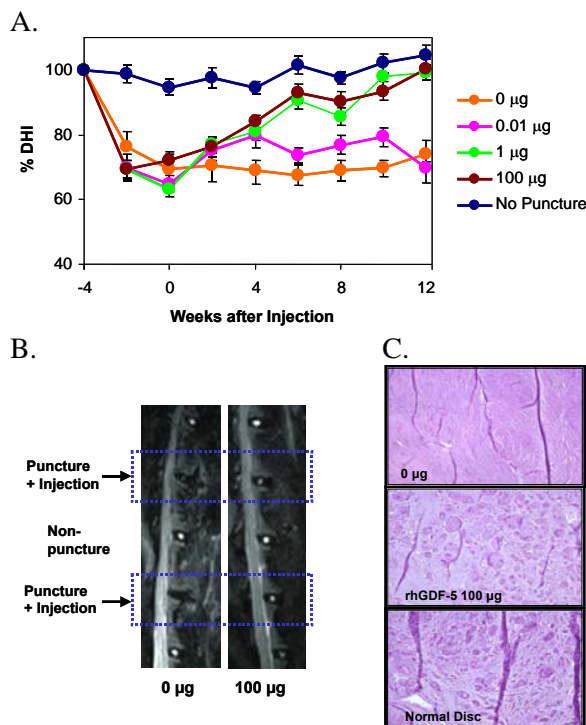 A.
100
80
60
40
% DHI
-4
0
4
8
12
Weeks after Injection
0 µg
0.01 µg
1 µg
100 µg
No Puncture
B.
Puncture
+ Injection
Non-
puncture
Puncture
+ Injection
0 µg
100 µg
C.
0 µg
rhGDF-5 100 µg
Normal Disc